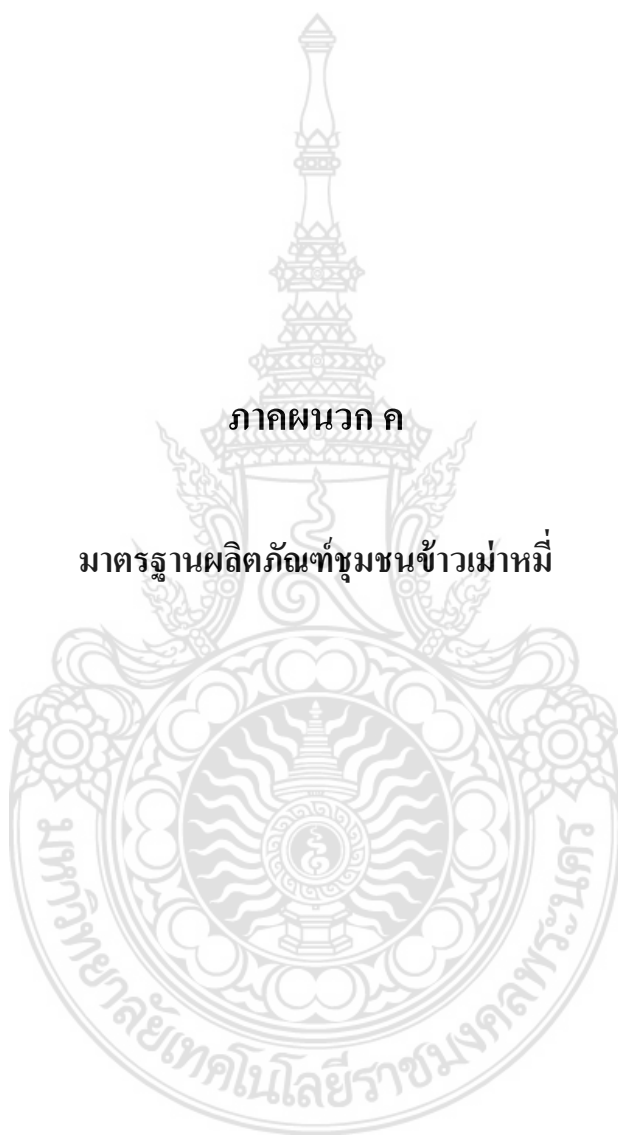 ภาคผนวก ค
มาตรฐานผลิตภัณฑ์ชุมชนข้าวเม่าหมี่
มหาวิทยาลัยเทคโนโลยีราชมงคลพระนคร